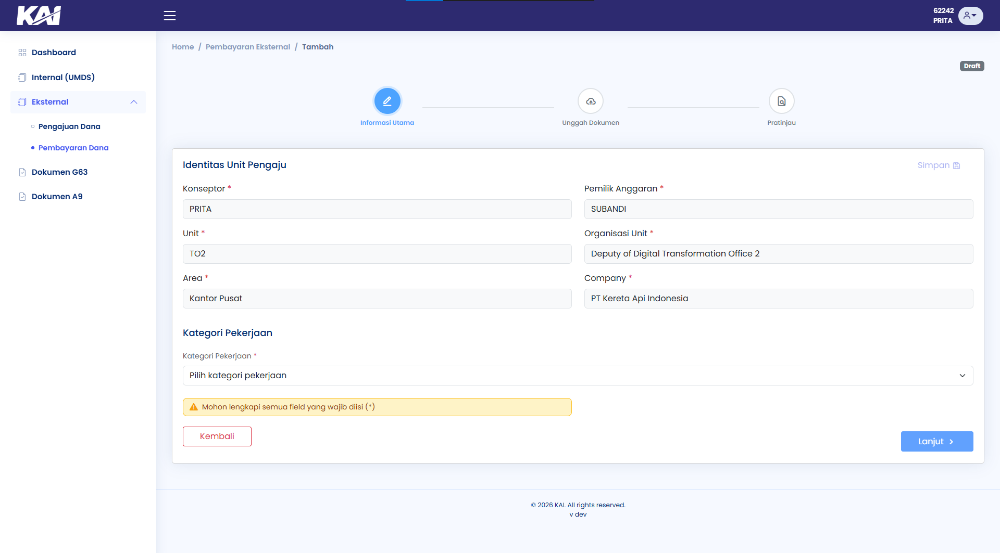 KAI
62242
PRITA
Dashboard
Internal (UMDS)
Eksternal
Pengajuan Dana
Pembayaran Dana
Dokumen G63
Dokumen A9
Home / Pembayaran Eksternal / Tambah
Draft
Informasi Utama
Unggah Dokumen
Pratinjau
Identitas Unit Pengaju
Simpan
Konseptor *
Pemilik Anggaran *
PRITA
SUBANDI
Unit *
Organisasi Unit *
TO2
Deputy of Digital Transformation Office 2
Area *
Company *
Kantor Pusat
PT Kereta Api Indonesia
Kategori Pekerjaan
Kategori Pekerjaan *
Pilih kategori pekerjaan
Mohon lengkapi semua field yang wajib diisi (*)
Kembali
Lanjut
© 2026 KAI. All rights reserved.
v dev